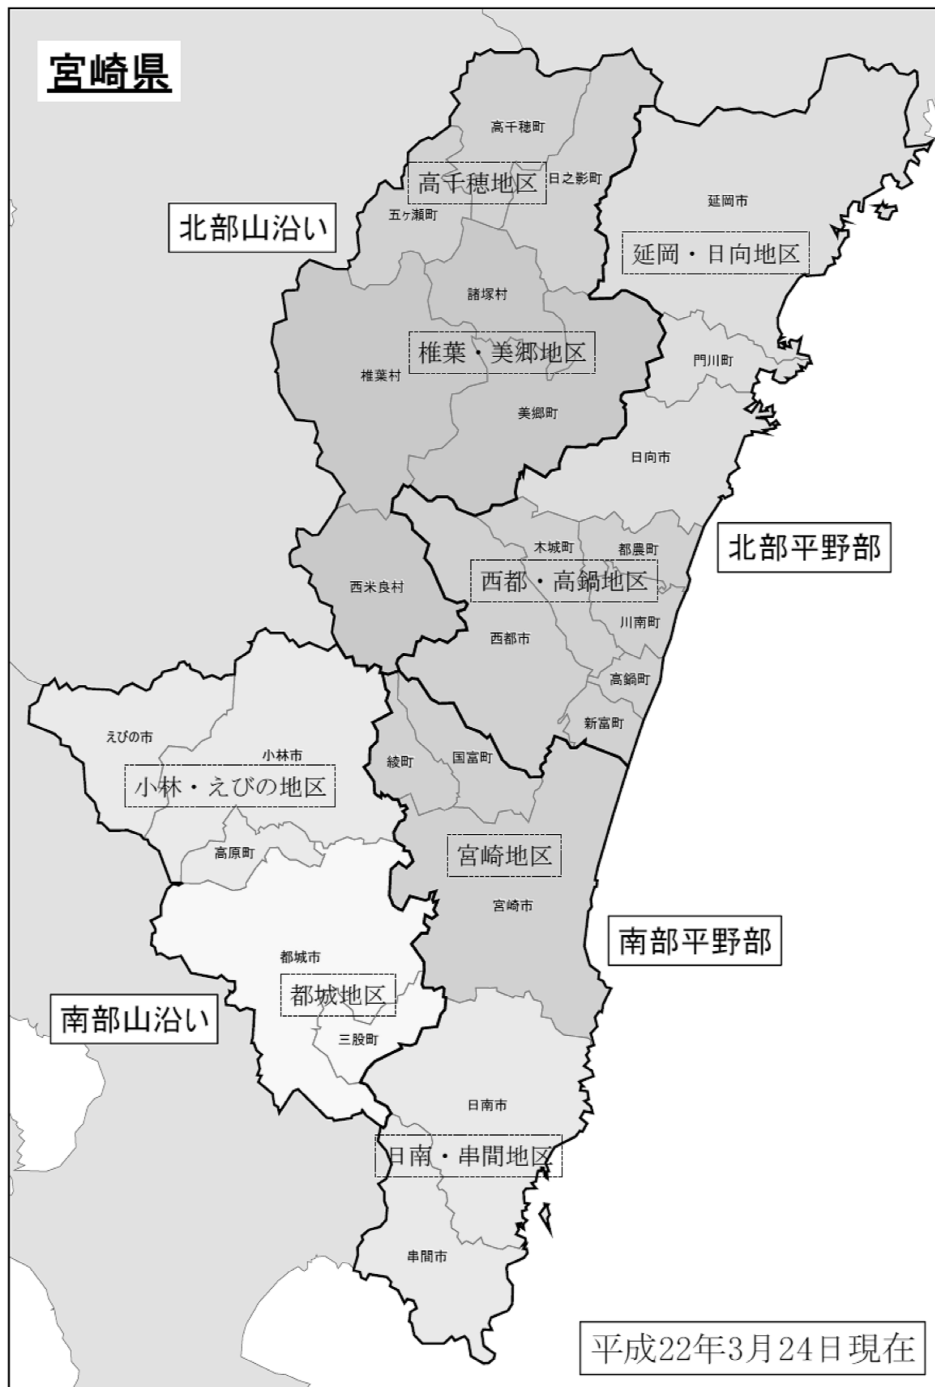 宮崎県
高千穂町
高千穂地区
日之影町
五ヶ瀬町
延岡市
北部山沿い
延岡・日向地区
諸塚村
椎葉・美郷地区
椎葉村
門川町
美郷町
日向市
北部平野部
木城町
都農町
西都・高鍋地区
西米良村
川南町
西都市
高鍋町
新富町
えびの市
小林市
綾町
国富町
小林・えびの地区
高原町
宮崎地区
宮崎市
南部平野部
都城市
都城地区
南部山沿い
三股町
日南市
日南・串間地区
串間市
平成22年3月24日現在